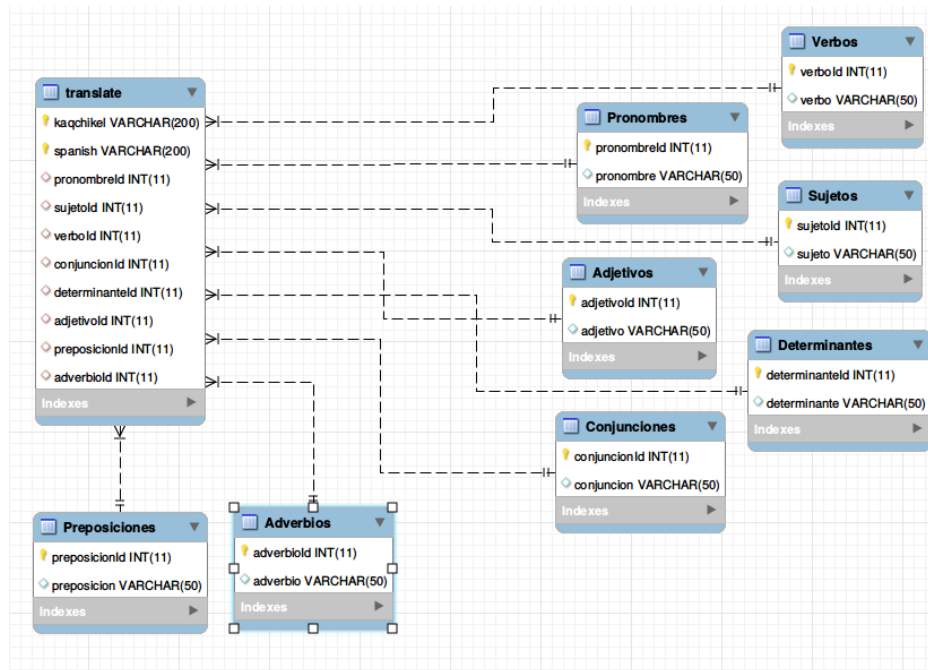 translate
kaqchikel VARCHAR(200)
spanish VARCHAR(200)
pronombreId INT(11)
sujetoId INT(11)
verboId INT(11)
conjuncionId INT(11)
determinanteId INT(11)
adjetivoId INT(11)
preposicionId INT(11)
adverbioId INT(11)
Indexes
Verbos
verboId INT(11)
verbo VARCHAR(50)
Indexes
Pronombres
pronombreId INT(11)
pronombre VARCHAR(50)
Indexes
Sujetos
sujetoId INT(11)
sujeto VARCHAR(50)
Indexes
Adjetivos
adjetivoId INT(11)
adjetivo VARCHAR(50)
Indexes
Determinantes
determinanteId INT(11)
determinante VARCHAR(50)
Indexes
Conjunciones
conjuncionId INT(11)
conjuncion VARCHAR(50)
Indexes
Preposiciones
preposicionId INT(11)
preposicion VARCHAR(50)
Indexes
Adverbios
adverbioId INT(11)
adverbio VARCHAR(50)
Indexes